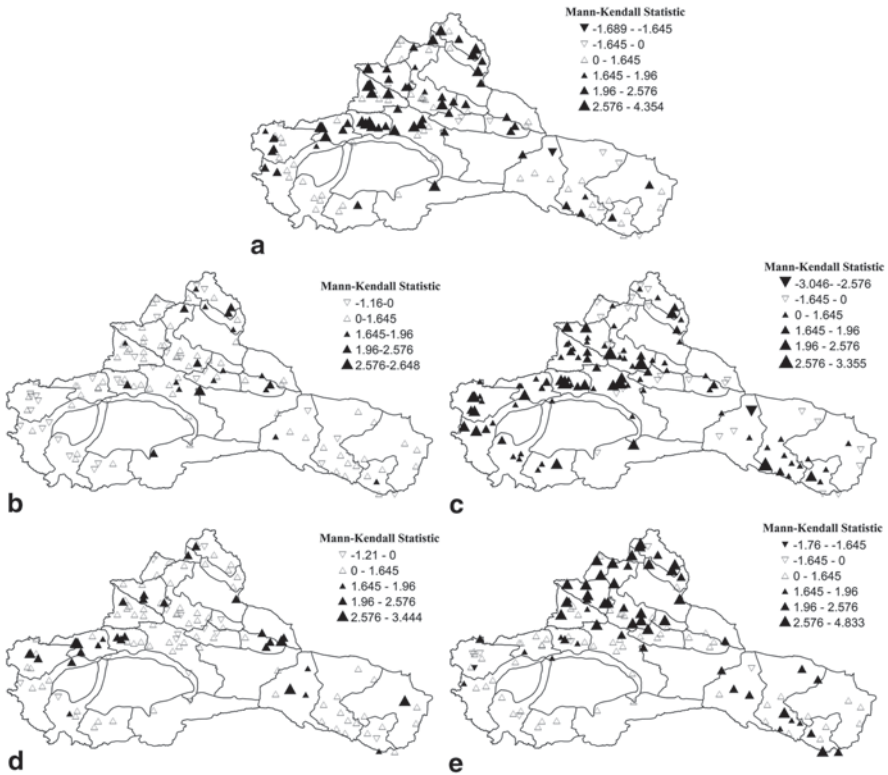 Mann-Kendall Statistic
-1.689 - -1.645
-1.645 - 0
0 - 1.645
1.645 - 1.96
1.96 - 2.576
2.576 - 4.354
a
Mann-Kendall Statistic
-1.16-0
0-1.645
1.645-1.96
1.96-2.576
2.576-2.648
b
Mann-Kendall Statistic
-3.046- -2.576
-1.645 - 0
0 - 1.645
1.645 - 1.96
1.96 - 2.576
2.576 - 3.355
c
Mann-Kendall Statistic
-1.21 - 0
0 - 1.645
1.645 - 1.96
1.96 - 2.576
2.576 - 3.444
d
Mann-Kendall Statistic
-1.76 - -1.645
-1.645 - 0
0 - 1.645
1.645 - 1.96
1.96 - 2.576
2.576 - 4.833
e